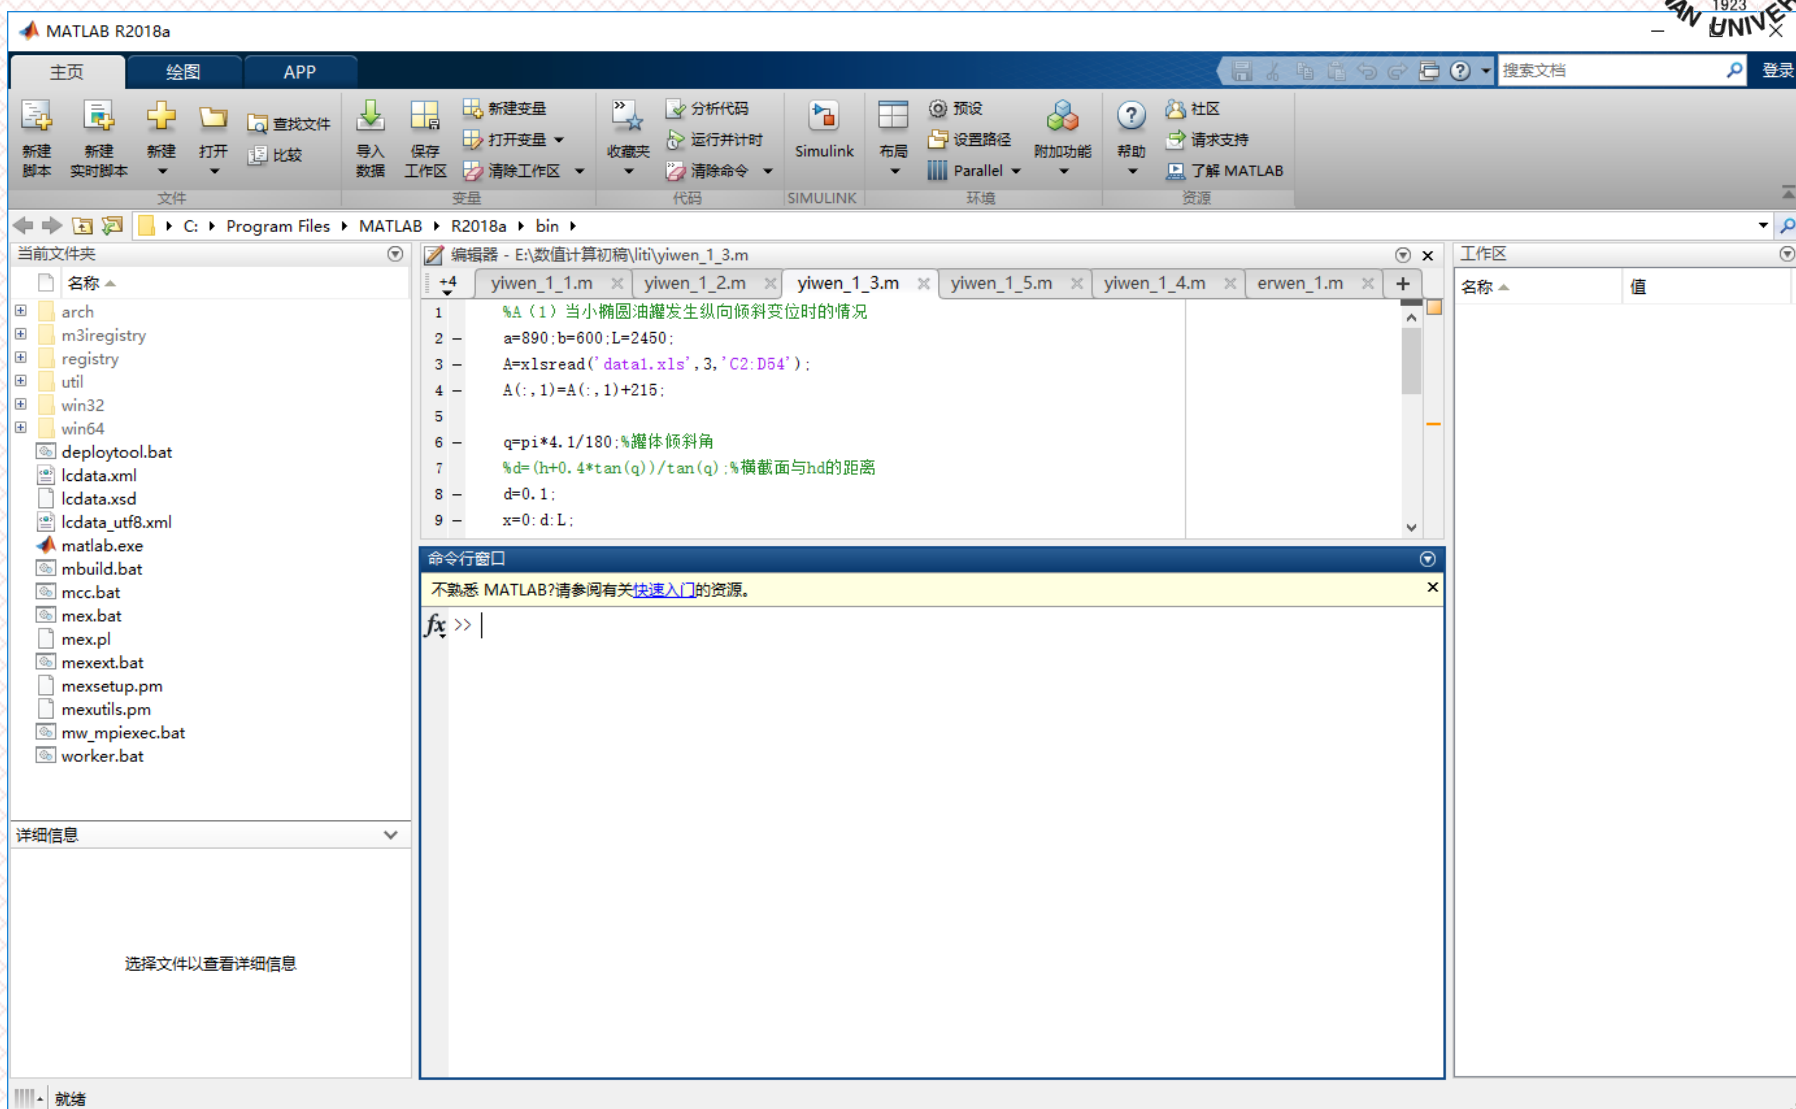 1923
AN UNIVER
MATLAB R2018a
主页 绘图 APP
搜索文档 登录
新建脚本 新建实时脚本 新建 打开 查找文件 比较
文件
导入数据 保存工作区 新建变量 打开变量 清除工作区
变量
收藏夹 分析代码 运行并计时 清除命令
代码
Simulink
SIMULINK
布局 预设 设置路径 Parallel 附加功能
环境
帮助 社区 请求支持 了解 MATLAB
资源
C: Program Files MATLAB R2018a bin
当前文件夹
名称
arch
m3iregistry
registry
util
win32
win64
deploytool.bat
lcdata.xml
lcdata.xsd
lcdata_utf8.xml
matlab.exe
mbuild.bat
mcc.bat
mex.bat
mex.pl
mexext.bat
mexsetup.pm
mexutils.pm
mw_mpiexec.bat
worker.bat
详细信息
选择文件以查看详细信息
编辑器 - E:\数值计算初稿\liti\yiwen_1_3.m
+4 yiwen_1_1.m yiwen_1_2.m yiwen_1_3.m yiwen_1_5.m yiwen_1_4.m erwen_1.m +
1 %A（1）当小椭圆油罐发生纵向倾斜变位时的情况
2 – a=890;b=600;L=2450;
3 – A=xlsread('data1.xls',3,'C2:D54');
4 – A(:,1)=A(:,1)+215;
5
6 – q=pi*4.1/180;%罐体倾斜角
7 %d=(h+0.4*tan(q))/tan(q);%横截面与hd的距离
8 – d=0.1;
9 – x=0:d:L;
命令行窗口
不熟悉 MATLAB?请参阅有关快速入门的资源。
fx >>
工作区
名称 值
就绪